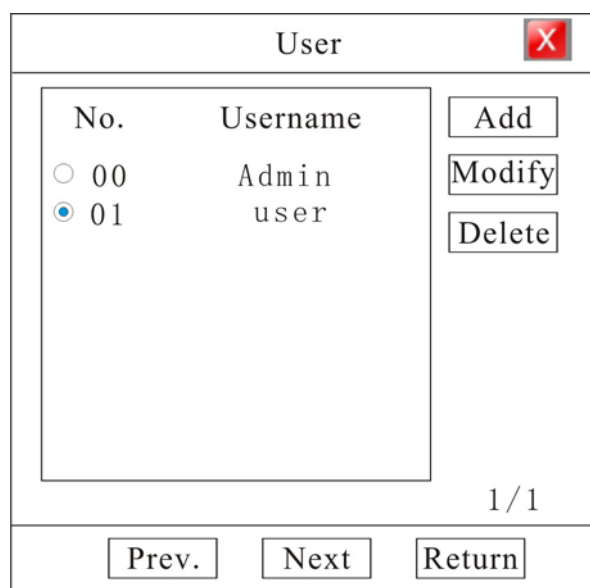 User X
No. Username
00 Admin
01 user
Add
Modify
Delete
1/1
Prev. Next Return